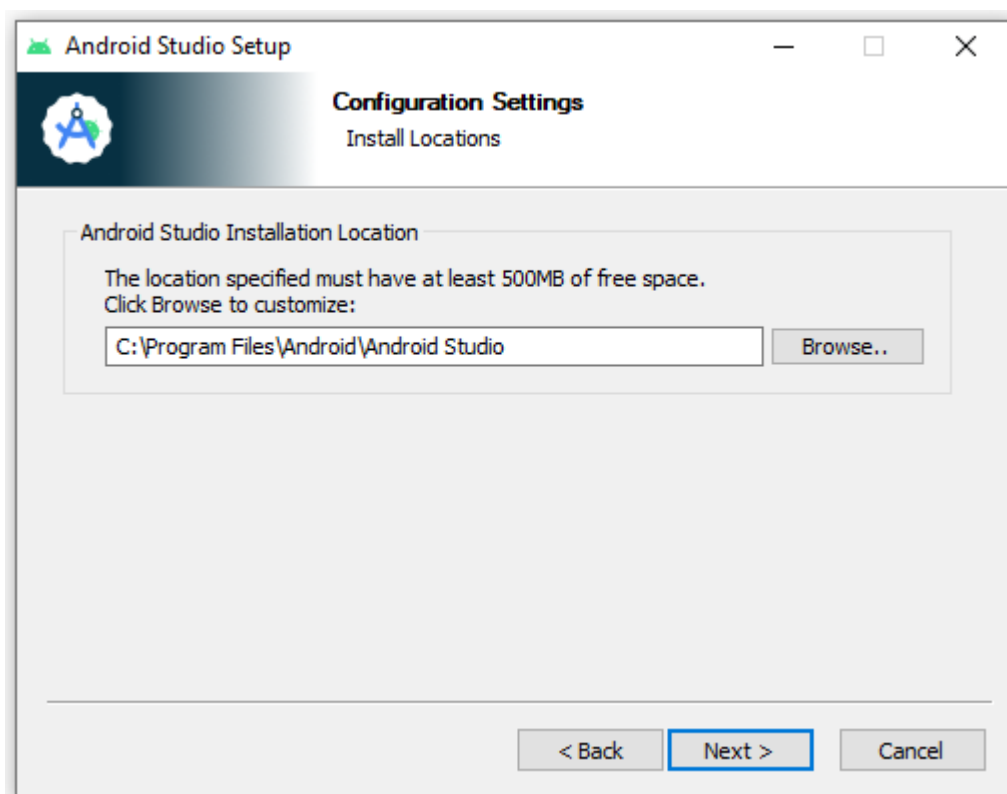 Android Studio Setup
Configuration Settings
Install Locations
Android Studio Installation Location
The location specified must have at least 500MB of free space.
Click Browse to customize:
C:\Program Files\Android\Android Studio
Browse..
< Back
Next >
Cancel